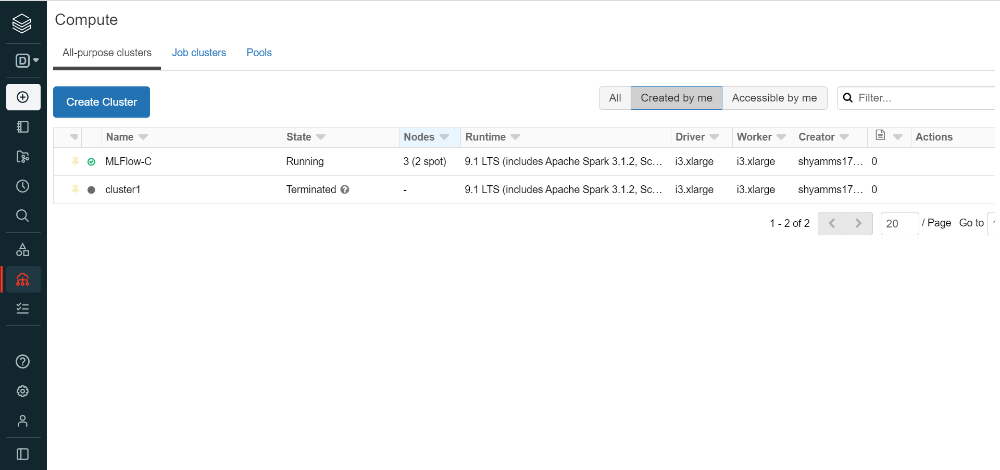 Compute
D
All-purpose clusters Job clusters Pools
Create Cluster
All Created by me Accessible by me Filter...
Name State Nodes Runtime Driver Worker Creator Actions
MLFlow-C Running 3 (2 spot) 9.1 LTS (includes Apache Spark 3.1.2, Sc... i3.xlarge i3.xlarge shyamms17... 0
cluster1 Terminated ? - 9.1 LTS (includes Apache Spark 3.1.2, Sc... i3.xlarge i3.xlarge shyamms17... 0
1 - 2 of 2 20 / Page Go to